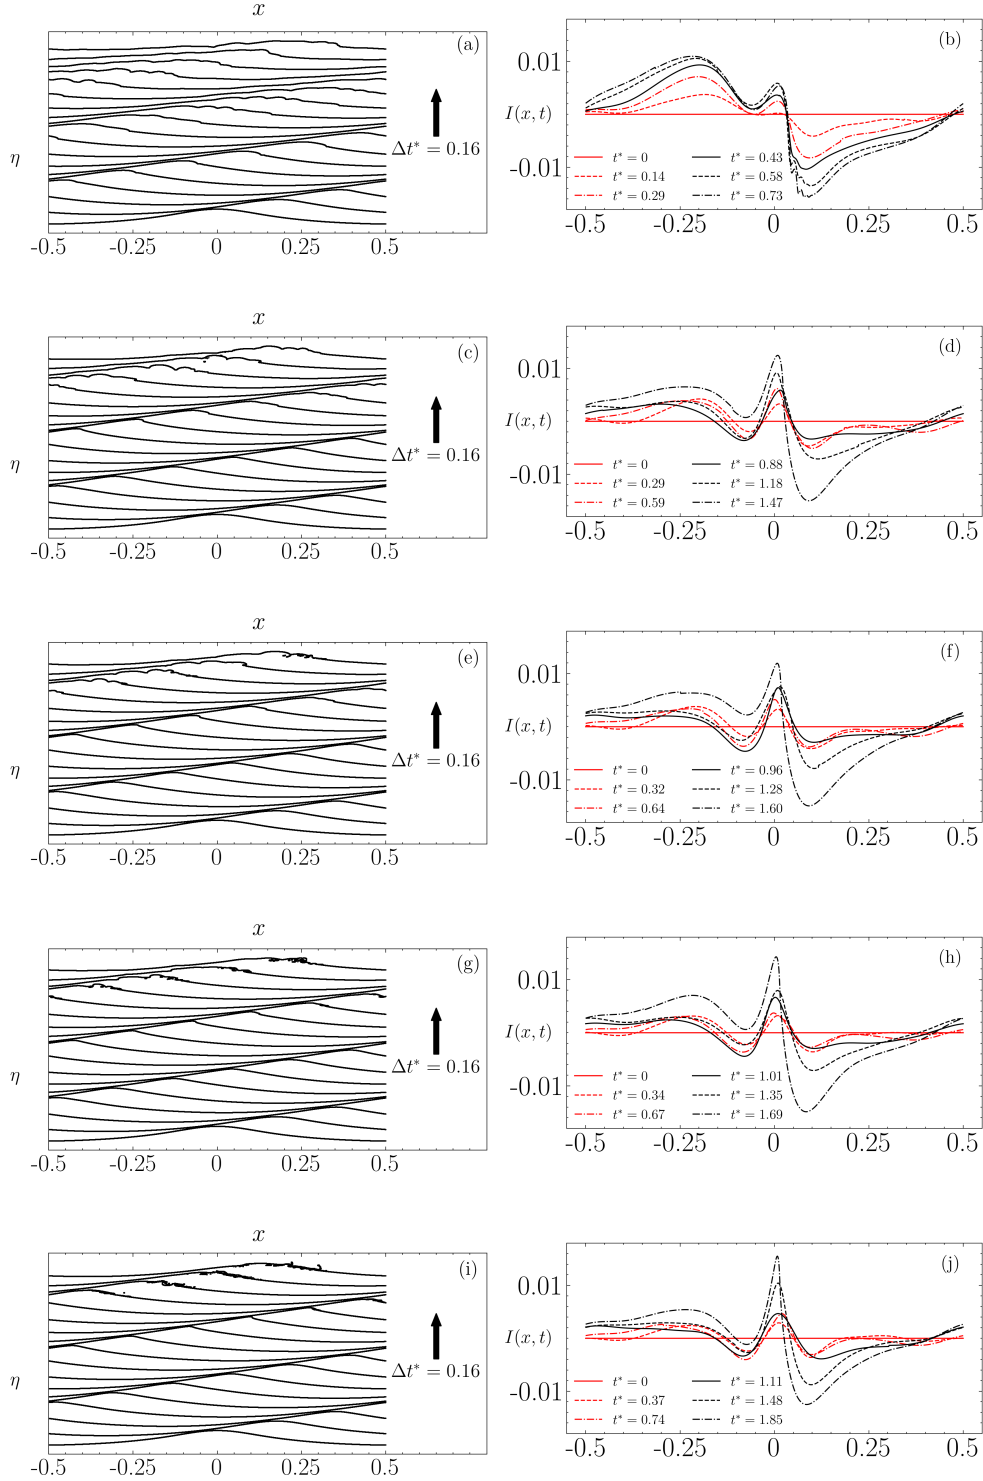 x
(a)
η
Δt* = 0.16
-0.5 -0.25 0 0.25 0.5
(b)
0.01
I(x, t)
-0.01
t* = 0 t* = 0.43
t* = 0.14 t* = 0.58
t* = 0.29 t* = 0.73
-0.5 -0.25 0 0.25 0.5
x
(c)
η
Δt* = 0.16
-0.5 -0.25 0 0.25 0.5
(d)
0.01
I(x, t)
-0.01
t* = 0 t* = 0.88
t* = 0.29 t* = 1.18
t* = 0.59 t* = 1.47
-0.5 -0.25 0 0.25 0.5
x
(e)
η
Δt* = 0.16
-0.5 -0.25 0 0.25 0.5
(f)
0.01
I(x, t)
-0.01
t* = 0 t* = 0.96
t* = 0.32 t* = 1.28
t* = 0.64 t* = 1.60
-0.5 -0.25 0 0.25 0.5
x
(g)
η
Δt* = 0.16
-0.5 -0.25 0 0.25 0.5
(h)
0.01
I(x, t)
-0.01
t* = 0 t* = 1.01
t* = 0.34 t* = 1.35
t* = 0.67 t* = 1.69
-0.5 -0.25 0 0.25 0.5
x
(i)
η
Δt* = 0.16
-0.5 -0.25 0 0.25 0.5
(j)
0.01
I(x, t)
-0.01
t* = 0 t* = 1.11
t* = 0.37 t* = 1.48
t* = 0.74 t* = 1.85
-0.5 -0.25 0 0.25 0.5